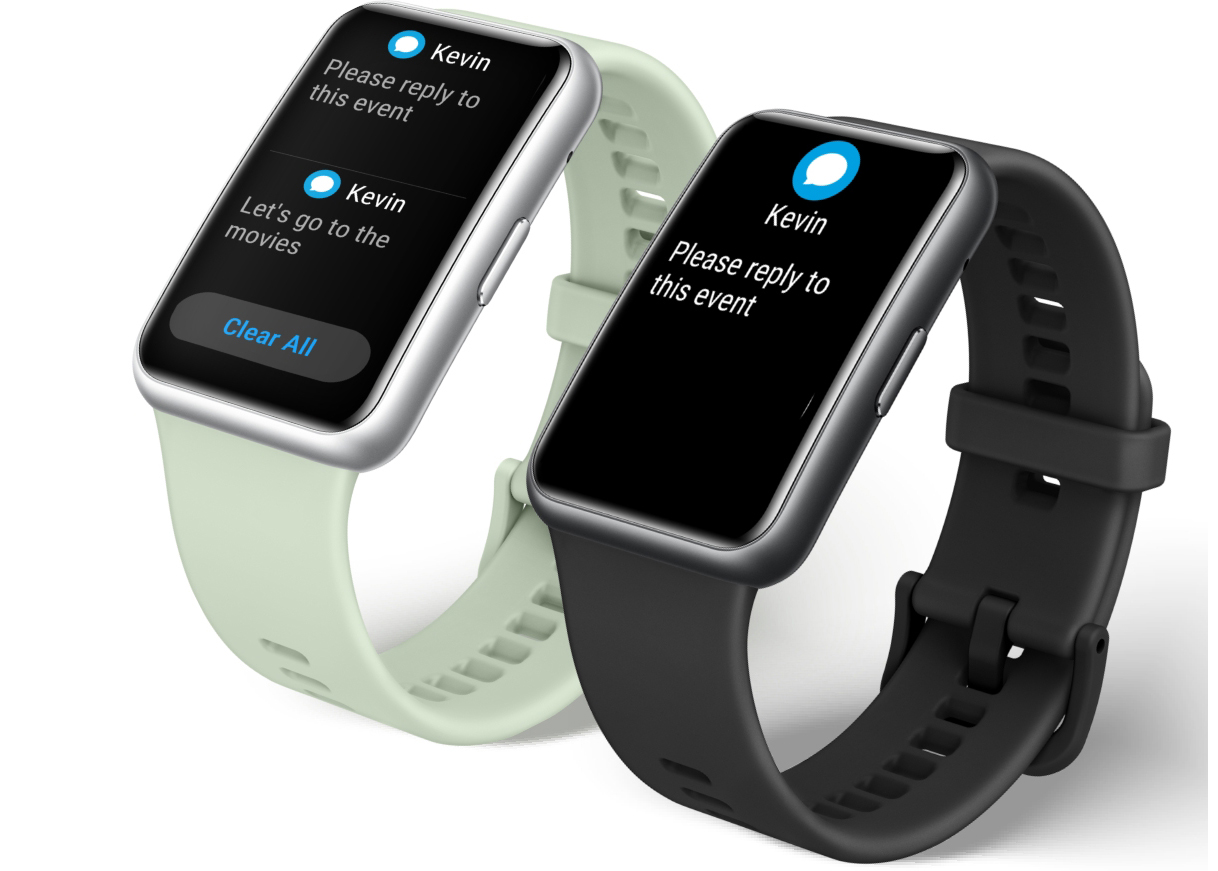 Kevin
Please reply to
this event
Kevin
Let's go to the
movies
Clear All
Kevin
Please reply to
this event